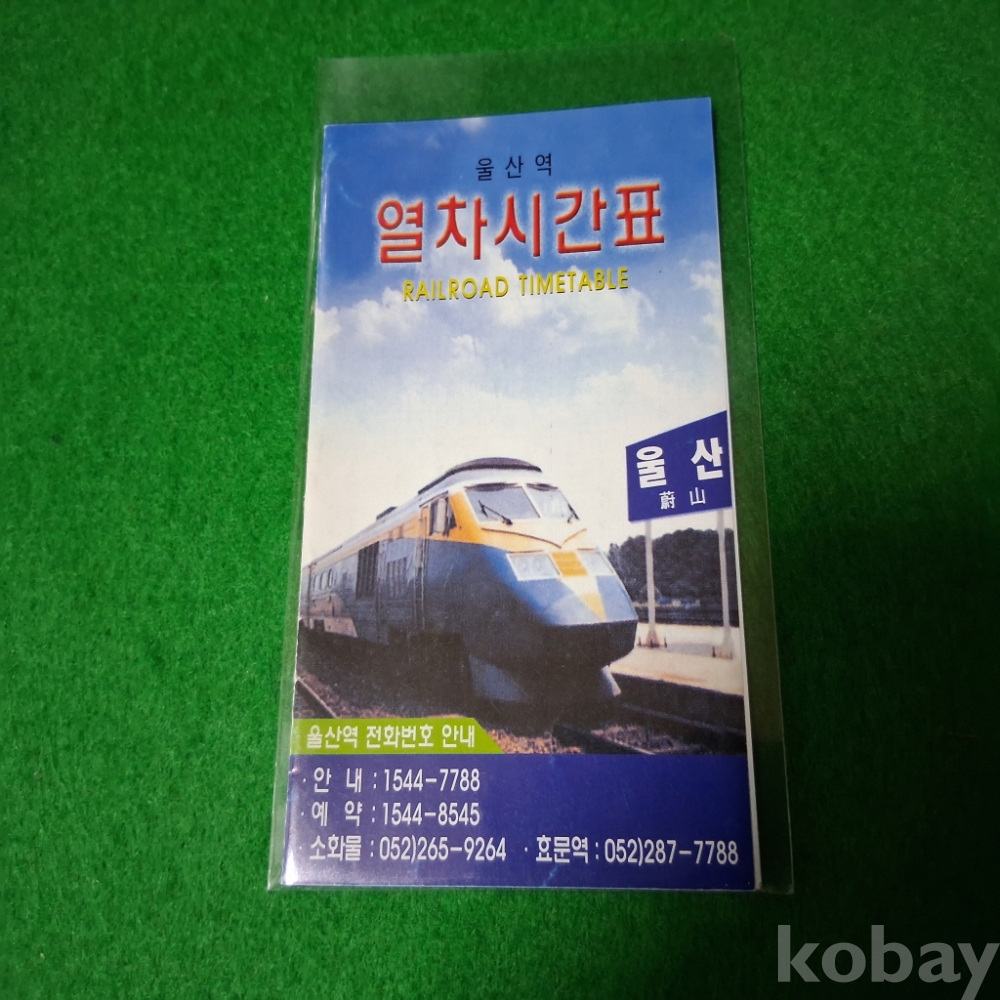 울산역
열차시간표
RAILROAD TIMETABLE
울산
蔚山
울산역 전화번호 안내
· 안 내 : 1544-7788
· 예 약 : 1544-8545
· 소화물 : 052)265-9264 · 효문역 : 052)287-7788
kobay